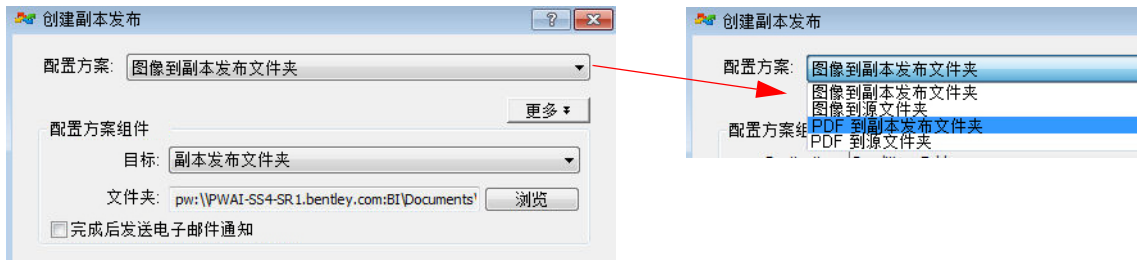 创建副本发布
配置方案: 图像到副本发布文件夹
更多
配置方案组件
目标: 副本发布文件夹
文件夹: pw:\\PWAI-SS4-SR1.bentley.com:BI\Documents\ 浏览
完成后发送电子邮件通知
创建副本发布
配置方案: 图像到副本发布文件夹
图像到副本发布文件夹
图像到源文件夹
配置方案组 PDF 到副本发布文件夹
PDF 到源文件夹